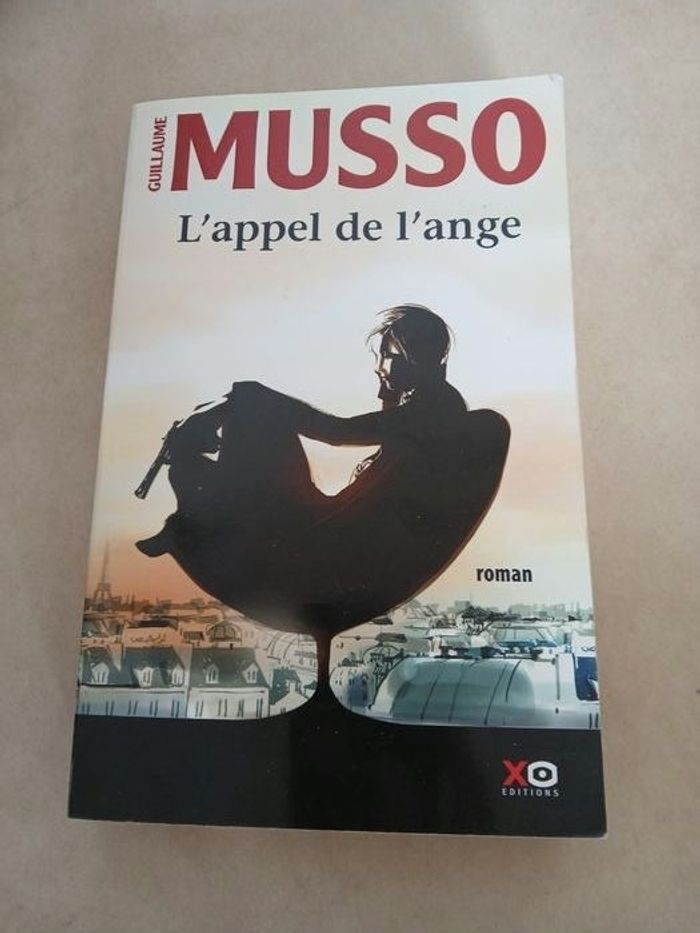 GUILLAUME
MUSSO
L'appel de l'ange
roman
XO
EDITIONS